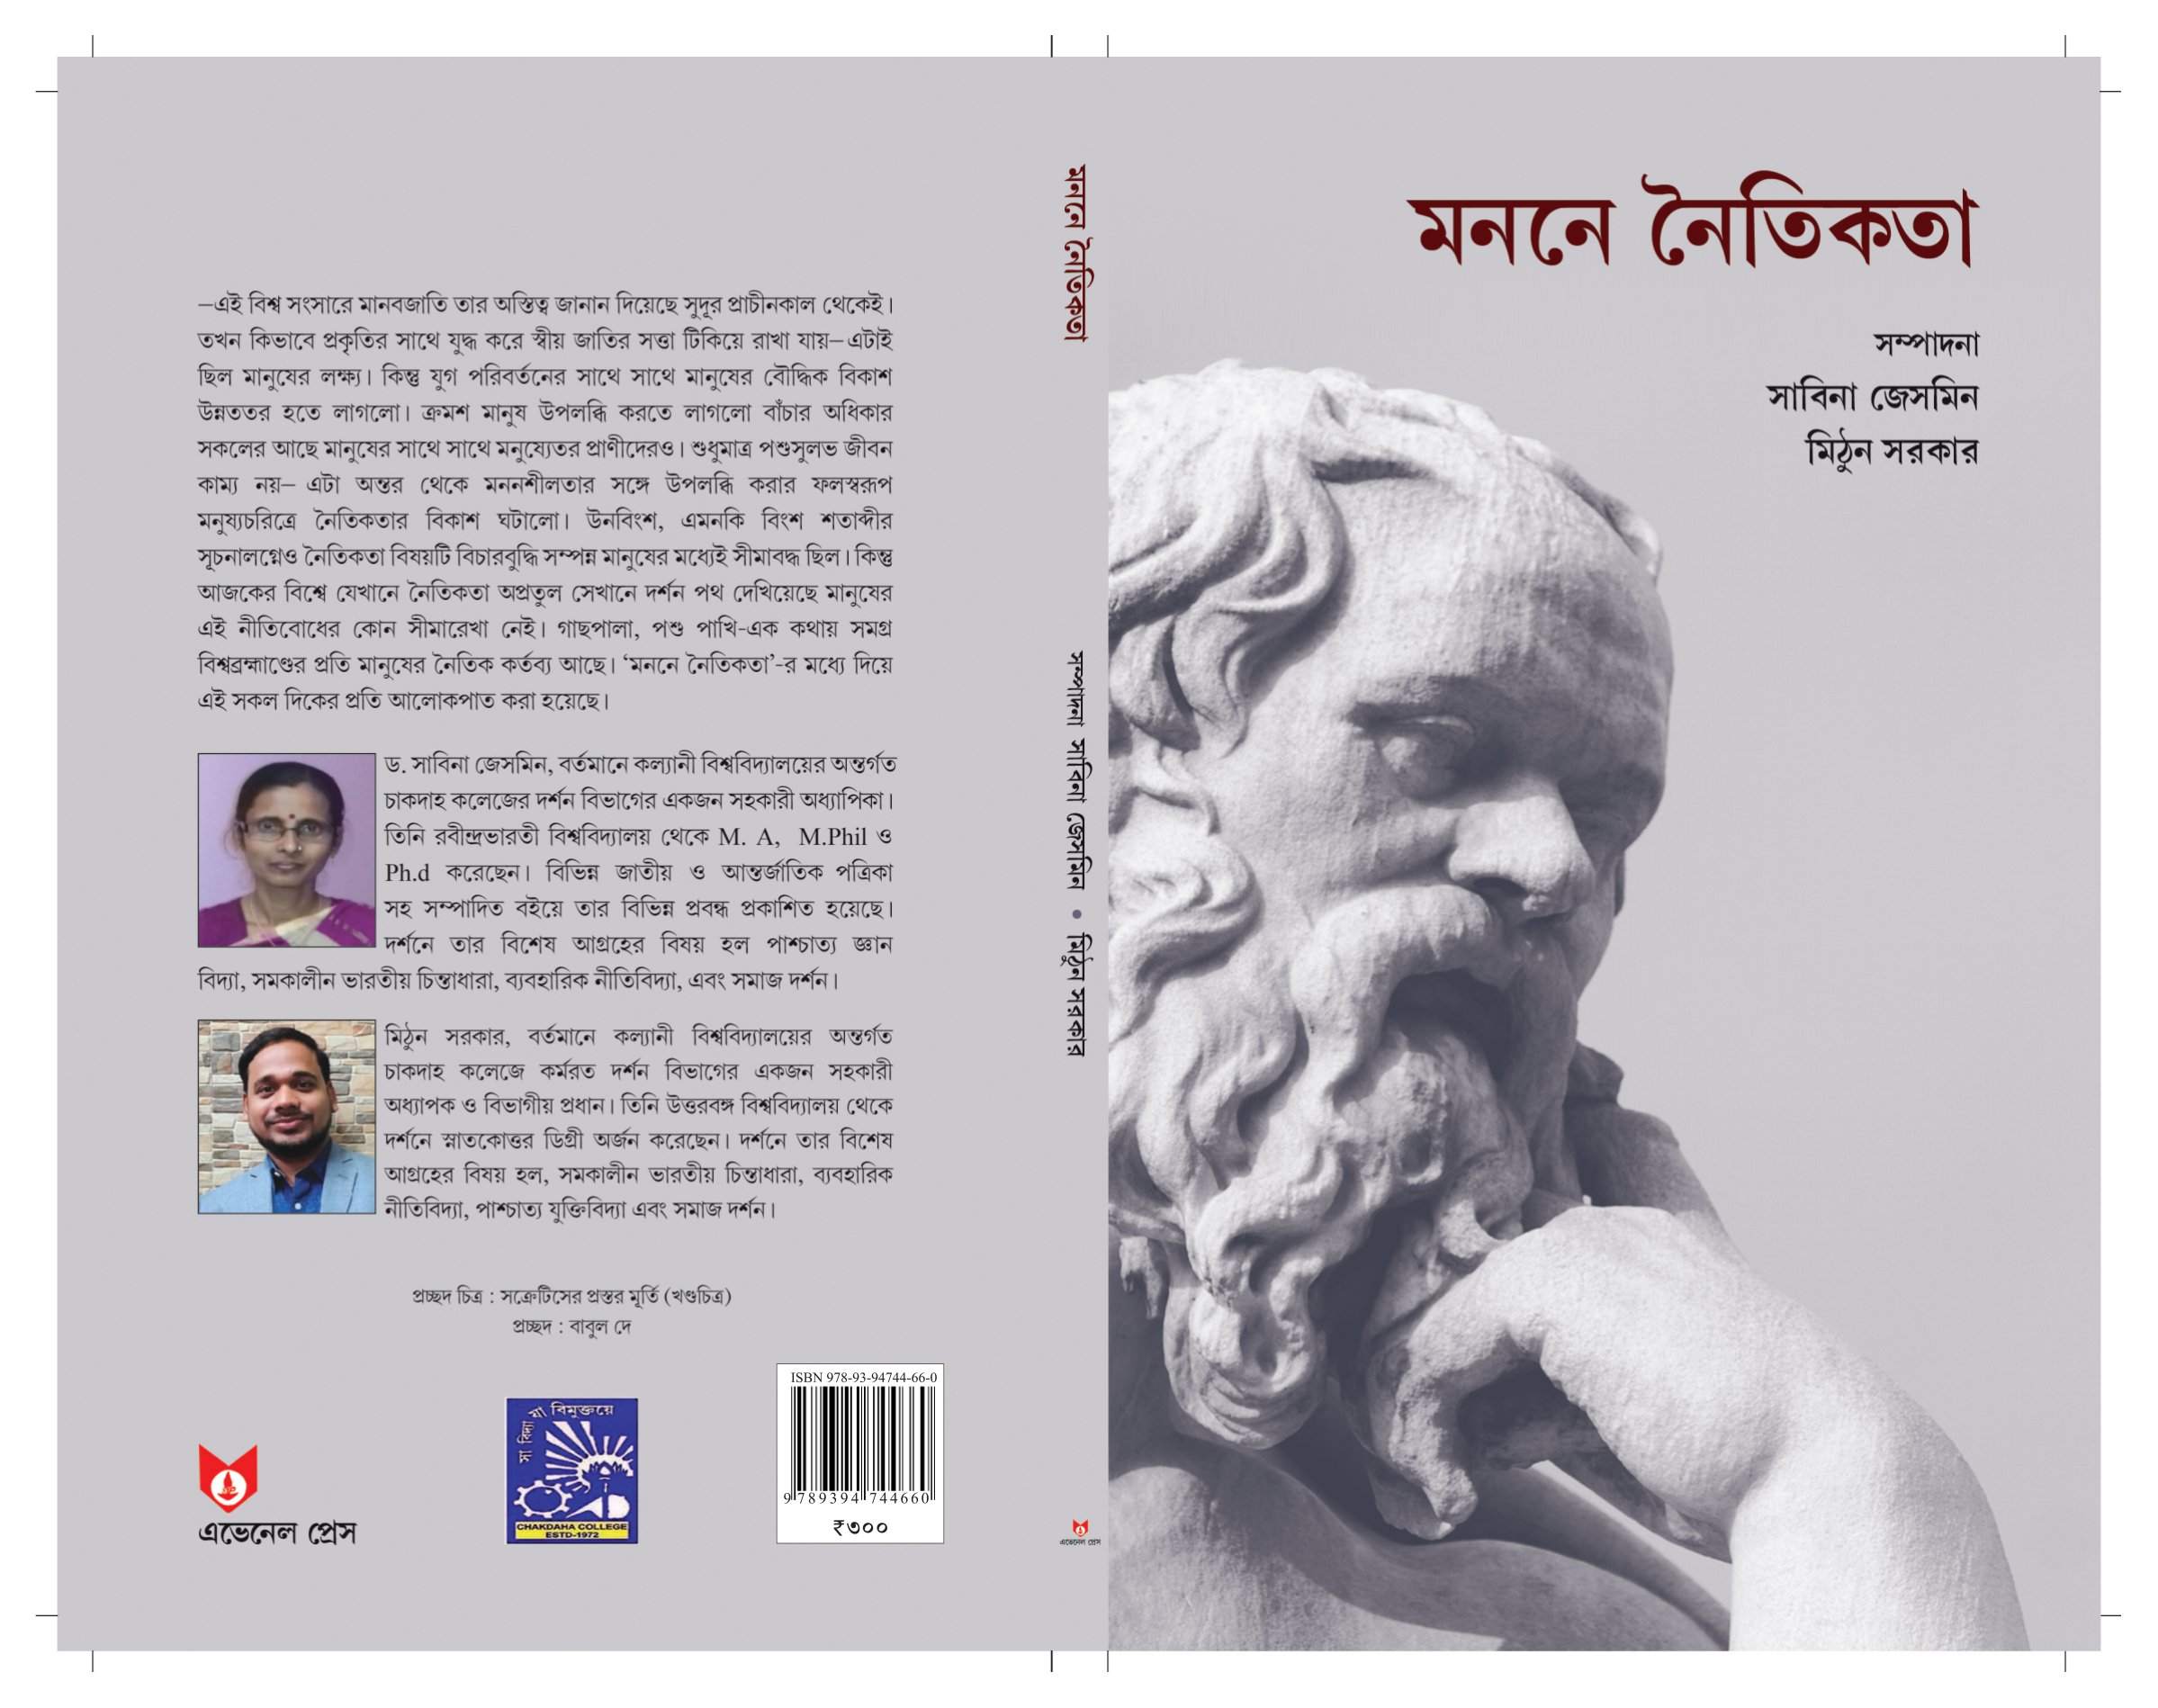 মননে নৈতিকতা
সম্পাদনা
সাবিনা জেসমিন
মিঠুন সরকার
মননে নৈতিকতা
সম্পাদনা সাবিনা জেসমিন • মিঠুন সরকার
এভেনেল প্রেস
–এই বিশ্ব সংসারে মানবজাতি তার অস্তিত্ব জানান দিয়েছে সুদূর প্রাচীনকাল থেকেই।
তখন কিভাবে প্রকৃতির সাথে যুদ্ধ করে স্বীয় জাতির সত্তা টিকিয়ে রাখা যায়– এটাই
ছিল মানুষের লক্ষ্য। কিন্তু যুগ পরিবর্তনের সাথে সাথে মানুষের বৌদ্ধিক বিকাশ
উন্নততর হতে লাগলো। ক্রমশ মানুষ উপলব্ধি করতে লাগলো বাঁচার অধিকার
সকলের আছে মানুষের সাথে সাথে মনুষ্যেতর প্রাণীদেরও। শুধুমাত্র পশুসুলভ জীবন
কাম্য নয়– এটা অন্তর থেকে মননশীলতার সঙ্গে উপলব্ধি করার ফলস্বরূপ
মনুষ্যচরিত্রে নৈতিকতার বিকাশ ঘটালো। উনবিংশ, এমনকি বিংশ শতাব্দীর
সূচনালগ্নেও নৈতিকতা বিষয়টি বিচারবুদ্ধি সম্পন্ন মানুষের মধ্যেই সীমাবদ্ধ ছিল। কিন্তু
আজকের বিশ্বে যেখানে নৈতিকতা অপ্রতুল সেখানে দর্শন পথ দেখিয়েছে মানুষের
এই নীতিবোধের কোন সীমারেখা নেই। গাছপালা, পশু পাখি-এক কথায় সমগ্র
বিশ্বব্রহ্মাণ্ডের প্রতি মানুষের নৈতিক কর্তব্য আছে। ‘মননে নৈতিকতা’-র মধ্যে দিয়ে
এই সকল দিকের প্রতি আলোকপাত করা হয়েছে।
ড. সাবিনা জেসমিন, বর্তমানে কল্যানী বিশ্ববিদ্যালয়ের অন্তর্গত
চাকদাহ কলেজের দর্শন বিভাগের একজন সহকারী অধ্যাপিকা।
তিনি রবীন্দ্রভারতী বিশ্ববিদ্যালয় থেকে M. A, M.Phil ও
Ph.d করেছেন। বিভিন্ন জাতীয় ও আন্তর্জাতিক পত্রিকা
সহ সম্পাদিত বইয়ে তার বিভিন্ন প্রবন্ধ প্রকাশিত হয়েছে।
দর্শনে তার বিশেষ আগ্রহের বিষয় হল পাশ্চাত্য জ্ঞান
বিদ্যা, সমকালীন ভারতীয় চিন্তাধারা, ব্যবহারিক নীতিবিদ্যা, এবং সমাজ দর্শন।
মিঠুন সরকার, বর্তমানে কল্যানী বিশ্ববিদ্যালয়ের অন্তর্গত
চাকদাহ কলেজে কর্মরত দর্শন বিভাগের একজন সহকারী
অধ্যাপক ও বিভাগীয় প্রধান। তিনি উত্তরবঙ্গ বিশ্ববিদ্যালয় থেকে
দর্শনে স্নাতকোত্তর ডিগ্রী অর্জন করেছেন। দর্শনে তার বিশেষ
আগ্রহের বিষয় হল, সমকালীন ভারতীয় চিন্তাধারা, ব্যবহারিক
নীতিবিদ্যা, পাশ্চাত্য যুক্তিবিদ্যা এবং সমাজ দর্শন।
প্রচ্ছদ চিত্র : সক্রেটিসের প্রস্তর মূর্তি (খণ্ডচিত্র)
প্রচ্ছদ : বাবুল দে
এভেনেল প্রেস
সা বিদ্যা যা বিমুক্তয়ে
CHAKDAHA COLLEGE
ESTD-1972
ISBN 978-93-94744-66-0
9 789394 744660
₹৩০০